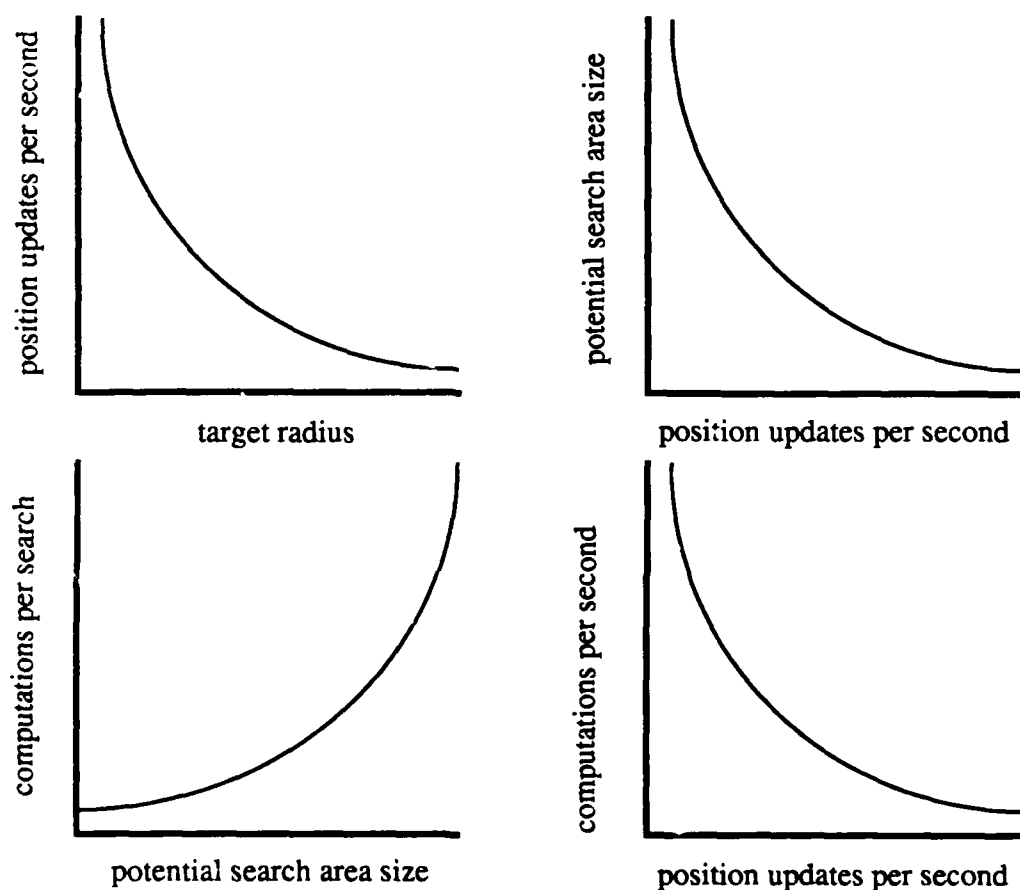 position updates per second
target radius
potential search area size
position updates per second
computations per search
potential search area size
computations per second
position updates per second